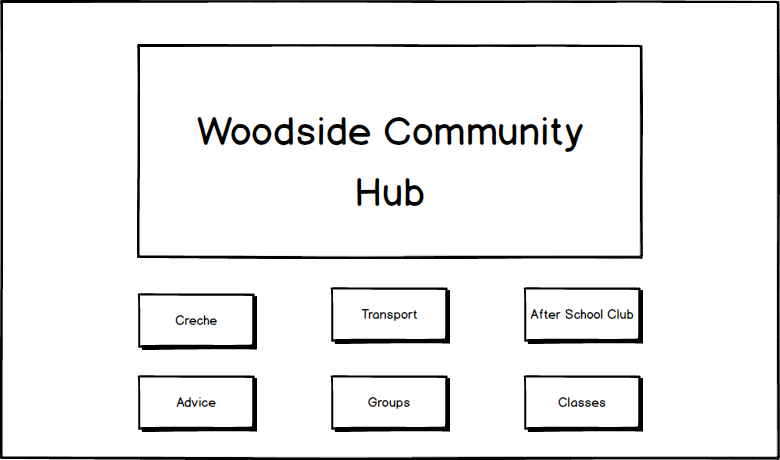 Woodside Community
Hub
Creche
Transport
After School Club
Advice
Groups
Classes